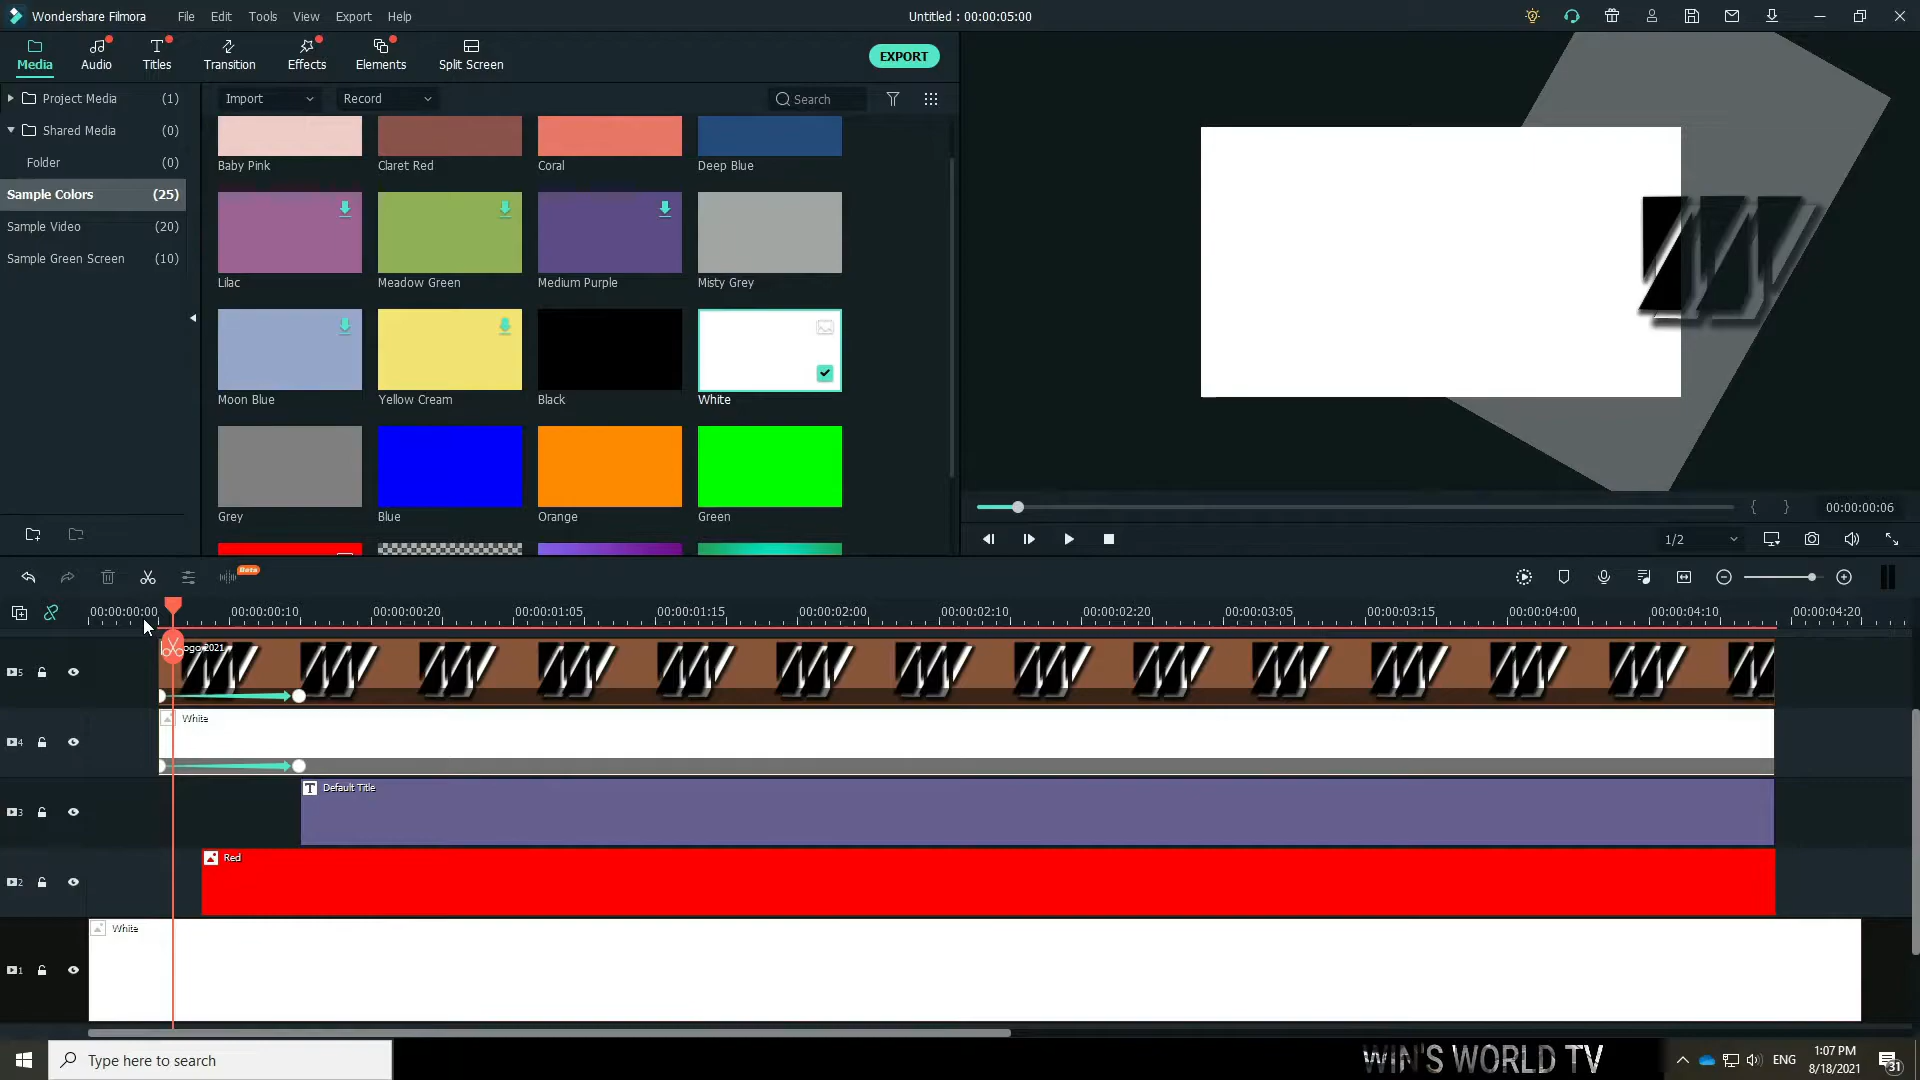 Wondershare Filmora File Edit Tools View Export Help Untitled : 00:00:05:00
Media Audio Titles Transition Effects Elements Split Screen EXPORT
Project Media (1)
Shared Media (0)
Folder (0)
Sample Colors (25)
Sample Video (20)
Sample Green Screen (10)
Import Record Search
Baby Pink Claret Red Coral Deep Blue
Lilac Meadow Green Medium Purple Misty Grey
Moon Blue Yellow Cream Black White
Grey Blue Orange Green
00:00:00:06
1/2
Beta
00:00:00:00 00:00:00:10 00:00:00:20 00:00:01:05 00:00:01:15 00:00:02:00 00:00:02:10 00:00:02:20 00:00:03:05 00:00:03:15 00:00:04:00 00:00:04:10 00:00:04:20
ogo 2021
5
White
4
Default Title
3
Red
2
White
1
Type here to search
WIN'S WORLD TV
ENG
1:07 PM
8/18/2021
31